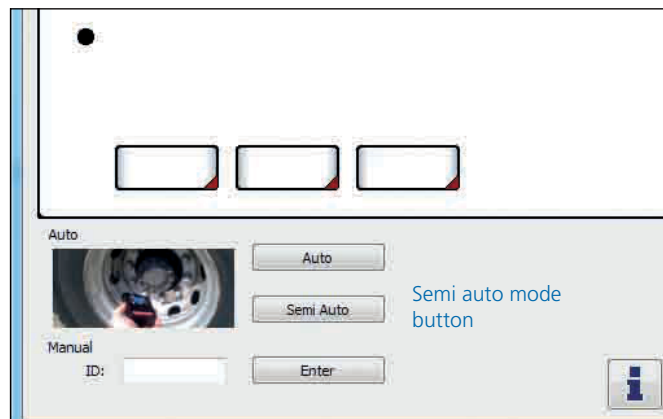 Auto
Auto
Semi Auto
Semi auto mode
button
Manual
ID:
Enter
i